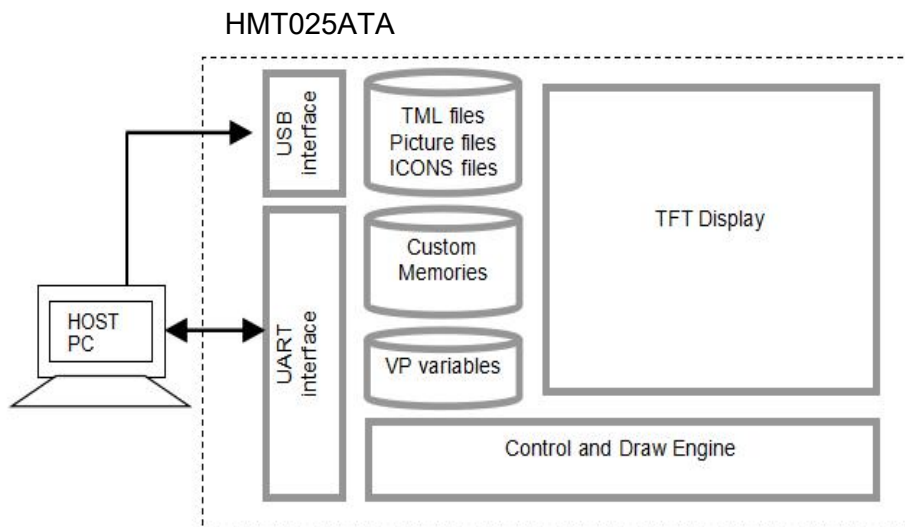 HMT025ATA
USB
interface
TML files
Picture files
ICONS files
TFT Display
Custom
Memories
HOST
PC
UART
interface
VP variables
Control and Draw Engine